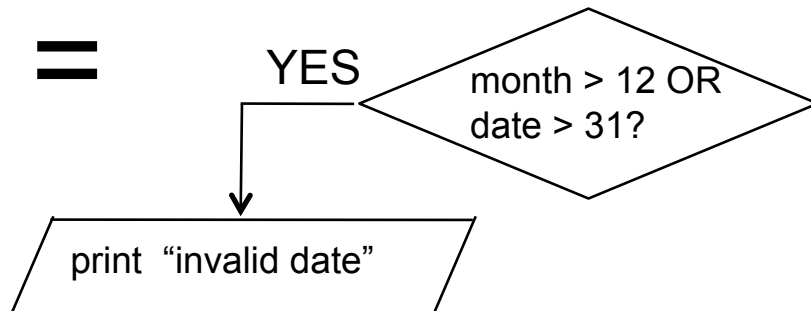 =
YES
month > 12 OR
date > 31?
print “invalid date”